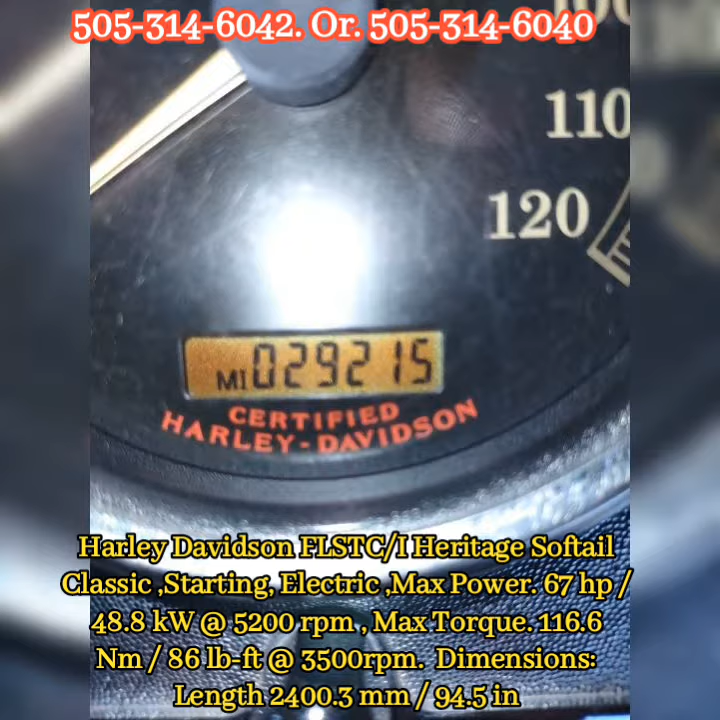 505-314-6042. Or. 505-314-6040
110
120
MI 029215
CERTIFIED
HARLEY-DAVIDSON
Harley Davidson FLSTC/I Heritage Softail
Classic ,Starting, Electric ,Max Power. 67 hp /
48.8 kW @ 5200 rpm , Max Torque. 116.6
Nm / 86 lb-ft @ 3500rpm. Dimensions:
Length 2400.3 mm / 94.5 in